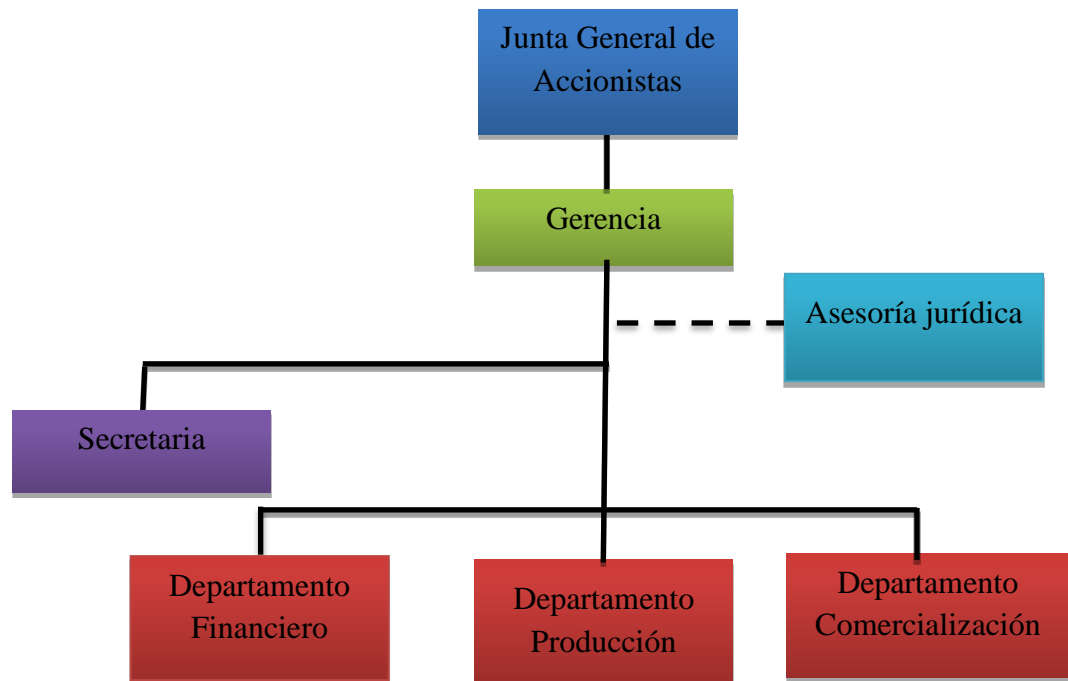 Junta General de
Accionistas
Gerencia
Asesoría jurídica
Secretaria
Departamento
Financiero
Departamento
Producción
Departamento
Comercialización